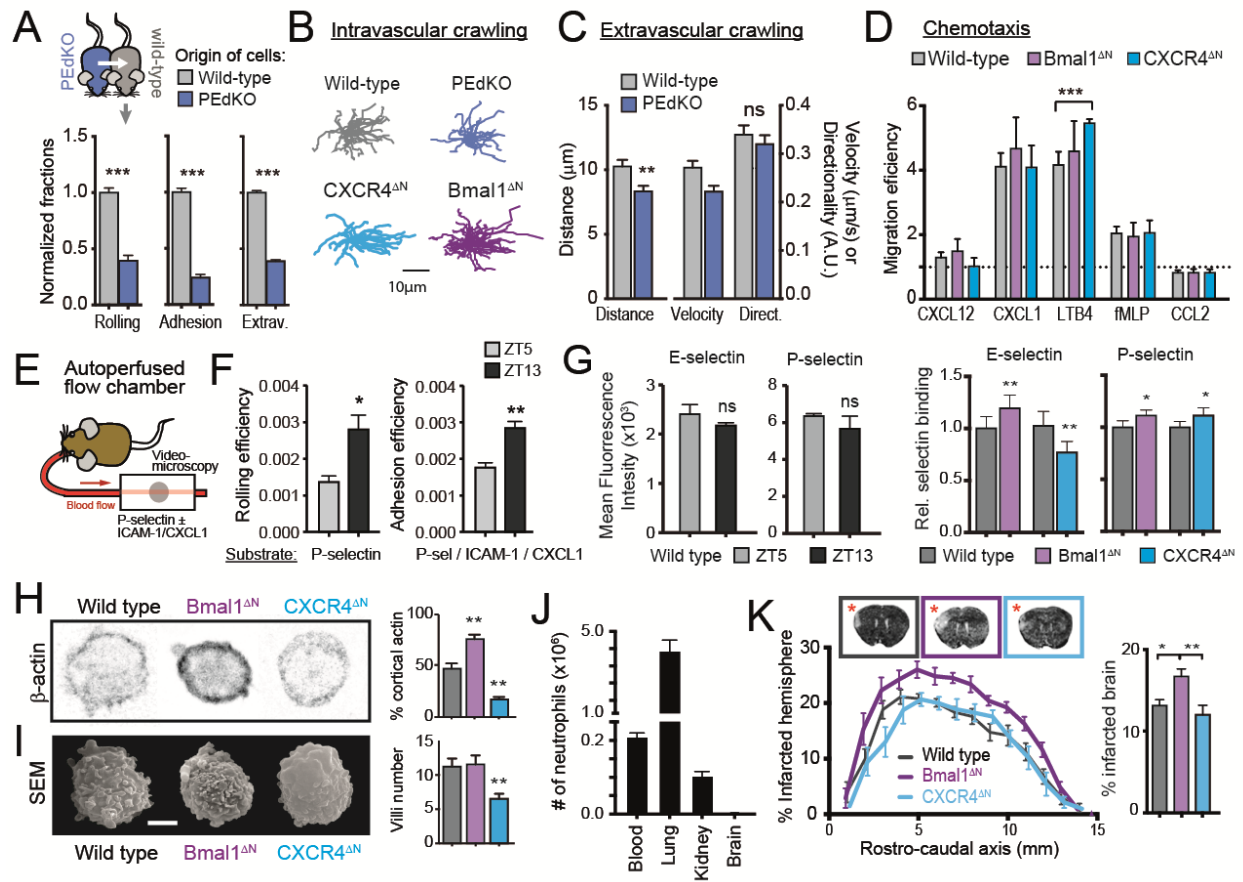 A
PEdKO
wild-type
Origin of cells:
Wild-type
PEdKO
Normalized fractions
1.5
1.0
0.5
0.0
***
***
***
Rolling
Adhesion
Extrav.
B
Intravascular crawling
Wild-type
PEdKO
CXCR4ΔN
Bmal1ΔN
10µm
C
Extravascular crawling
Wild-type
PEdKO
Distance (µm)
15
10
5
0
**
ns
0.4
0.3
0.2
0.1
0.0
Velocity (µm/s) or
Directionality (A.U.)
Distance
Velocity
Direct.
D
Chemotaxis
Wild-type
Bmal1ΔN
CXCR4ΔN
Migration eficiency
6
4
2
0
***
CXCL12
CXCL1
LTB4
fMLP
CCL2
E
Autoperfused
flow chamber
Video-
microscopy
Blood flow
P-selectin ±
ICAM-1/CXCL1
F
ZT5
ZT13
Rolling efficiency
0.004
0.003
0.002
0.001
0.000
*
Adhesion efficiency
0.004
0.003
0.002
0.001
0.000
**
Substrate:
P-selectin
P-sel / ICAM-1 / CXCL1
G
Mean Fluorescence
Intesity (x10³)
E-selectin
3
2
1
0
ns
P-selectin
8
6
4
2
0
ns
Wild type
ZT5
ZT13
Rel. selectin binding
E-selectin
1.5
1.0
0.5
0.0
**
**
P-selectin
*
*
Wild type
Bmal1ΔN
CXCR4ΔN
H
Wild type
Bmal1ΔN
CXCR4ΔN
β-actin
% cortical actin
100
50
0
**
**
I
SEM
Wild type
Bmal1ΔN
CXCR4ΔN
Villi number
15
10
5
0
**
J
# of neutrophils (x10⁶)
5.0
1.0
0.2
0.0
Blood
Lung
Kidney
Brain
K
*
*
*
% Infarcted hemisphere
30
20
10
0
Wild type
Bmal1ΔN
CXCR4ΔN
0
5
10
15
Rostro-caudal axis (mm)
% infarcted brain
20
10
0
*
**